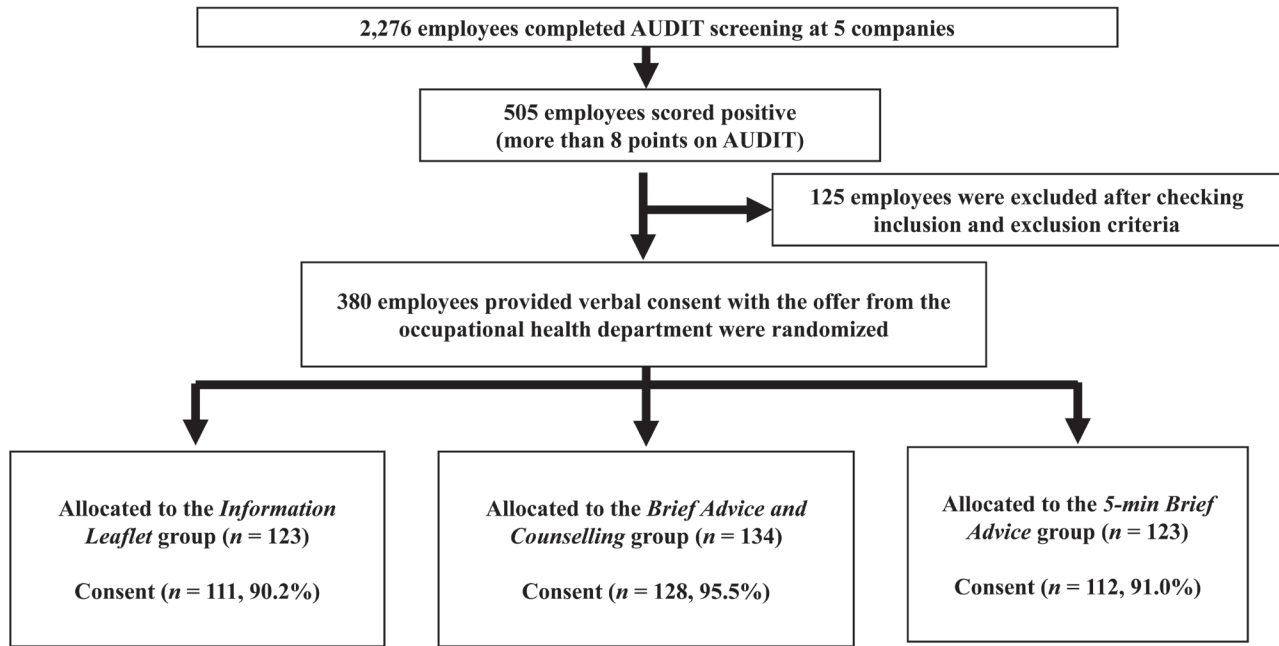 2,276 employees completed AUDIT screening at 5 companies
505 employees scored positive
(more than 8 points on AUDIT)
125 employees were excluded after checking
inclusion and exclusion criteria
380 employees provided verbal consent with the offer from the
occupational health department were randomized
Allocated to the Information
Leaflet group (n = 123)
Consent (n = 111, 90.2%)
Allocated to the Brief Advice and
Counselling group (n = 134)
Consent (n = 128, 95.5%)
Allocated to the 5-min Brief
Advice group (n = 123)
Consent (n = 112, 91.0%)